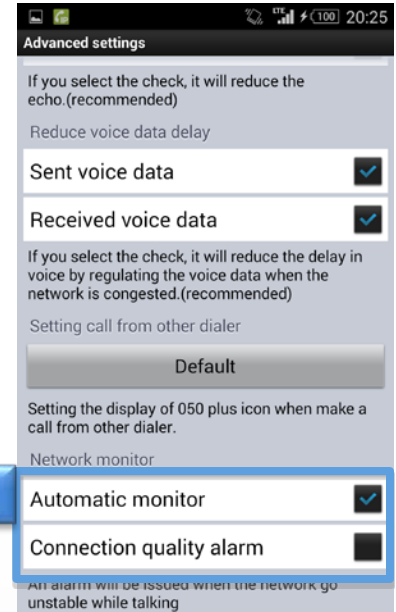 LTE 100 20:25
Advanced settings
If you select the check, it will reduce the
echo.(recommended)
Reduce voice data delay
Sent voice data
Received voice data
If you select the check, it will reduce the delay in
voice by regulating the voice data when the
network is congested.(recommended)
Setting call from other dialer
Default
Setting the display of 050 plus icon when make a
call from other dialer.
Network monitor
Automatic monitor
Connection quality alarm
An alarm will be issued when the network go
unstable while talking